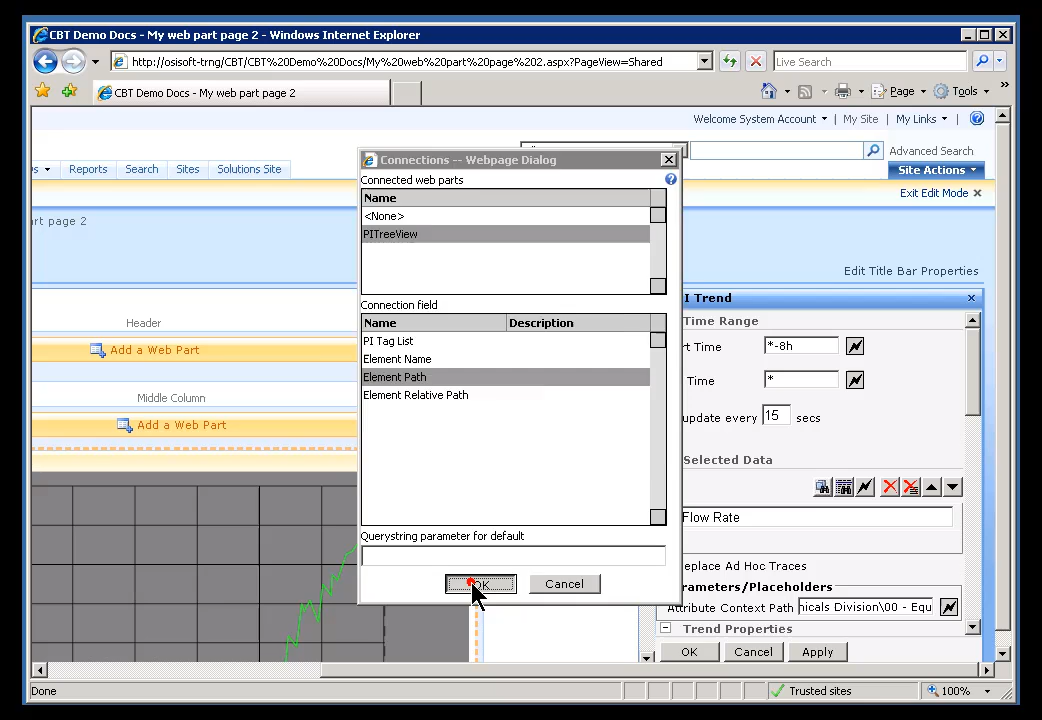 CBT Demo Docs - My web part page 2 - Windows Internet Explorer
http://osisoft-trng/CBT/CBT%20Demo%20Docs/My%20web%20part%20page%202.aspx?PageView=Shared
Live Search
CBT Demo Docs - My web part page 2
Page
Tools
Welcome System Account
My Site
My Links
Advanced Search
Reports
Search
Sites
Solutions Site
Site Actions
Exit Edit Mode
rt page 2
Edit Title Bar Properties
Connections -- Webpage Dialog
Connected web parts
Name
<None>
PITreeView
Connection field
Name Description
PI Tag List
Element Name
Element Path
Element Relative Path
Querystring parameter for default
OK
Cancel
Header
Add a Web Part
Middle Column
Add a Web Part
I Trend
Time Range
rt Time *-8h
Time *
update every 15 secs
Selected Data
Flow Rate
eplace Ad Hoc Traces
rameters/Placeholders
Attribute Context Path nicals Division\00 - Equ
Trend Properties
OK
Cancel
Apply
Done
Trusted sites
100%